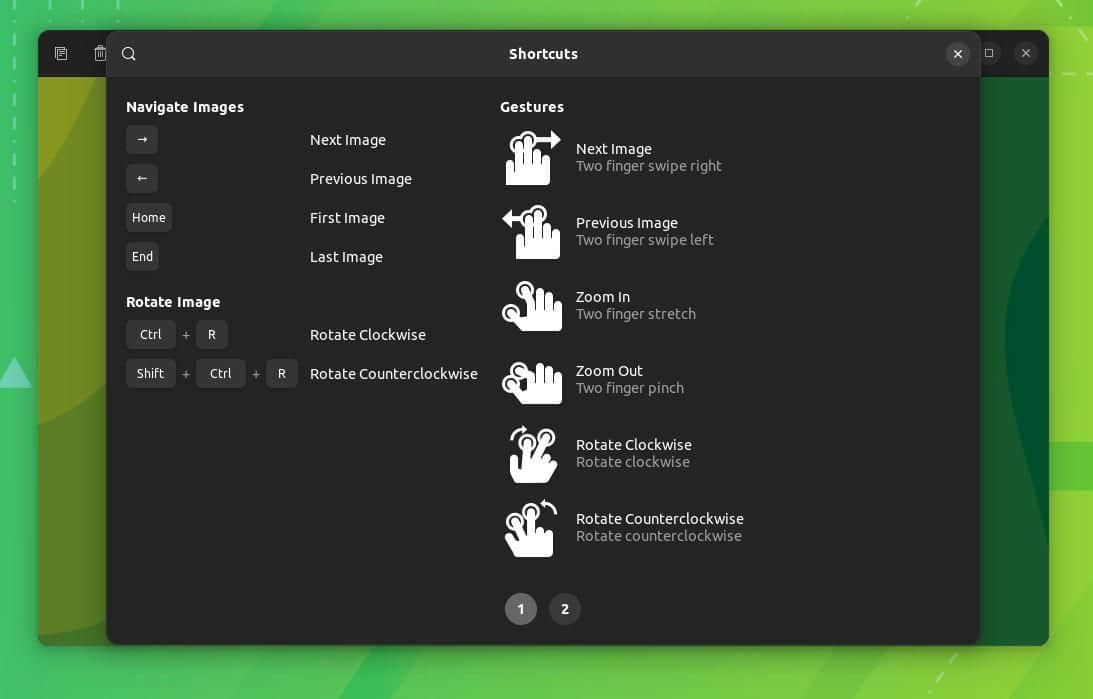 Shortcuts
Navigate Images
→ Next Image
← Previous Image
Home First Image
End Last Image
Rotate Image
Ctrl + R Rotate Clockwise
Shift + Ctrl + R Rotate Counterclockwise
Gestures
Next Image
Two finger swipe right
Previous Image
Two finger swipe left
Zoom In
Two finger stretch
Zoom Out
Two finger pinch
Rotate Clockwise
Rotate clockwise
Rotate Counterclockwise
Rotate counterclockwise
1 2